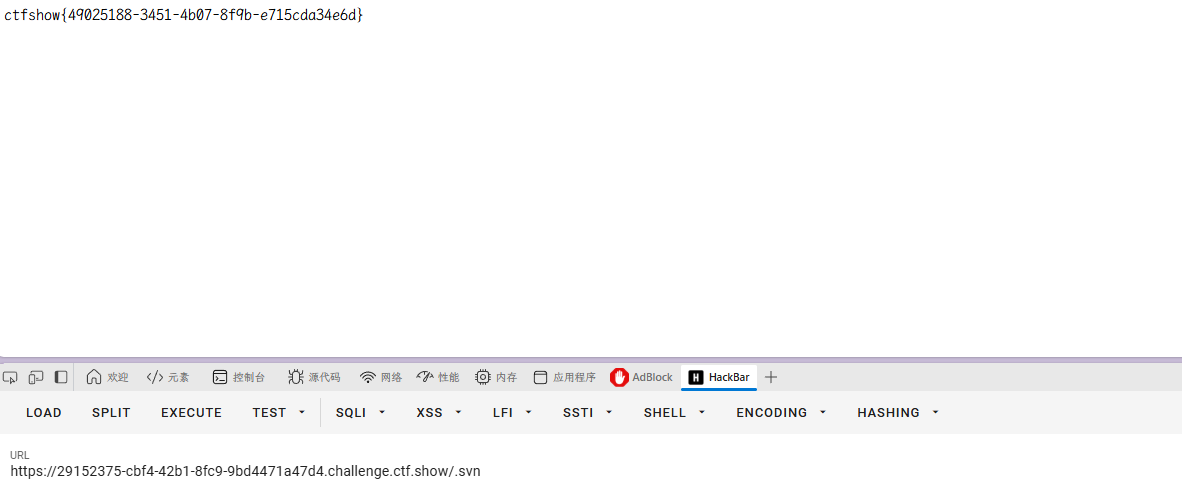 ctfshow{49025188-3451-4b07-8f9b-e715cda34e6d}
欢迎 元素 控制台 源代码 网络 性能 内存 应用程序 AdBlock H HackBar
LOAD SPLIT EXECUTE TEST SQLI XSS LFI SSTI SHELL ENCODING HASHING
URL
https://29152375-cbf4-42b1-8fc9-9bd4471a47d4.challenge.ctf.show/.svn